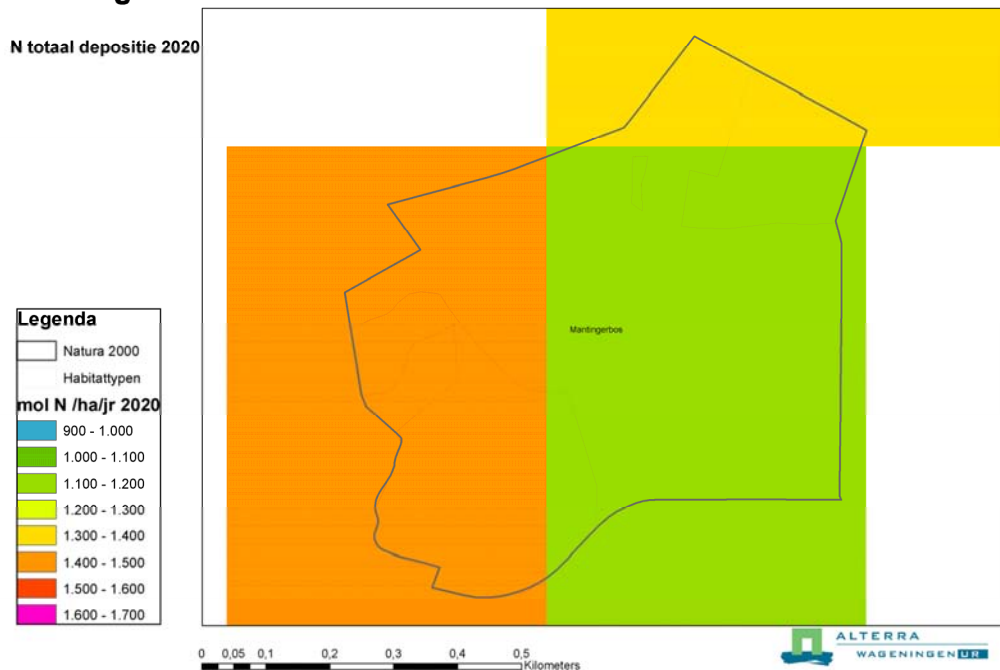 N totaal depositie 2020
Mantingerbos
Legenda
Natura 2000
Habitattypen
mol N /ha/jr 2020
900 - 1.000
1.000 - 1.100
1.100 - 1.200
1.200 - 1.300
1.300 - 1.400
1.400 - 1.500
1.500 - 1.600
1.600 - 1.700
0 0,05 0,1 0,2 0,3 0,4 0,5
Kilometers
ALTERRA
WAGENINGEN UR